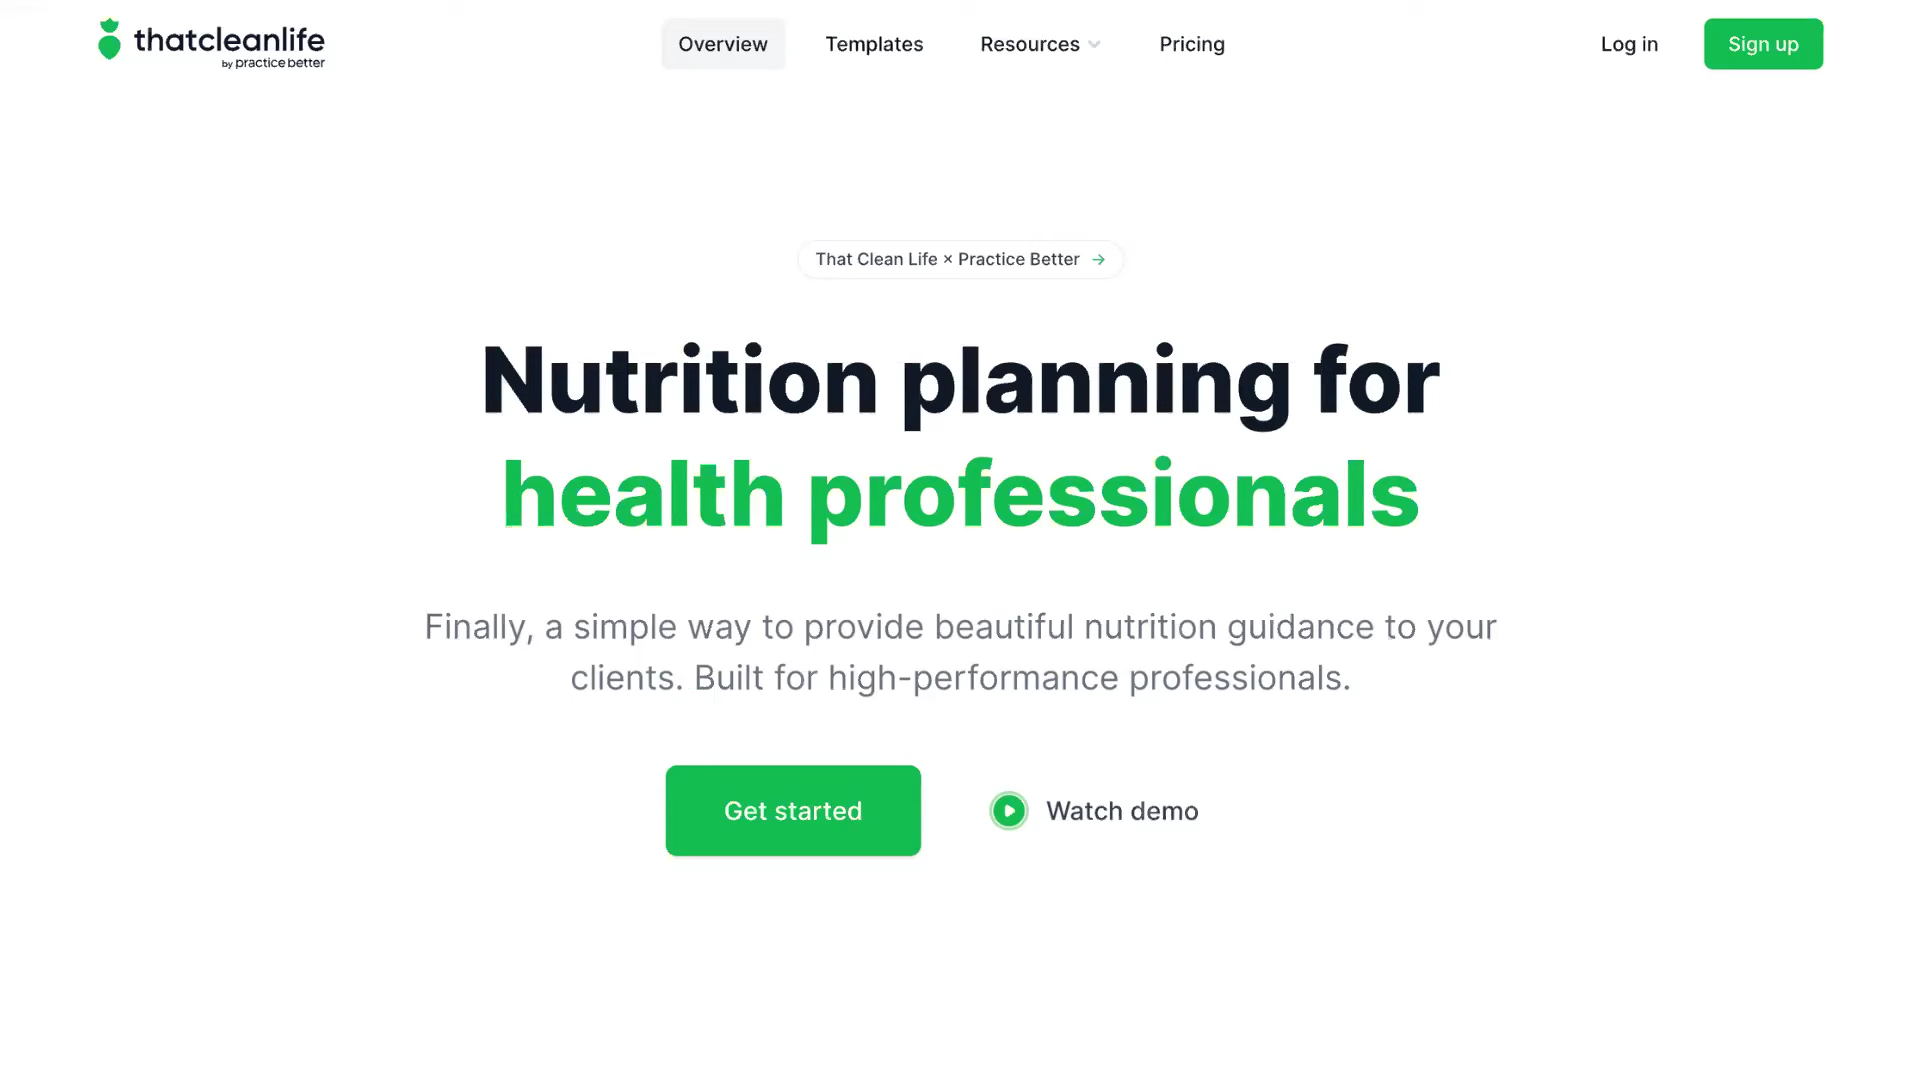 thatcleanlife
by practice better
Overview
Templates
Resources
Pricing
Log in
Sign up
That Clean Life × Practice Better →
Nutrition planning for
health professionals
Finally, a simple way to provide beautiful nutrition guidance to your
clients. Built for high-performance professionals.
Get started
Watch demo